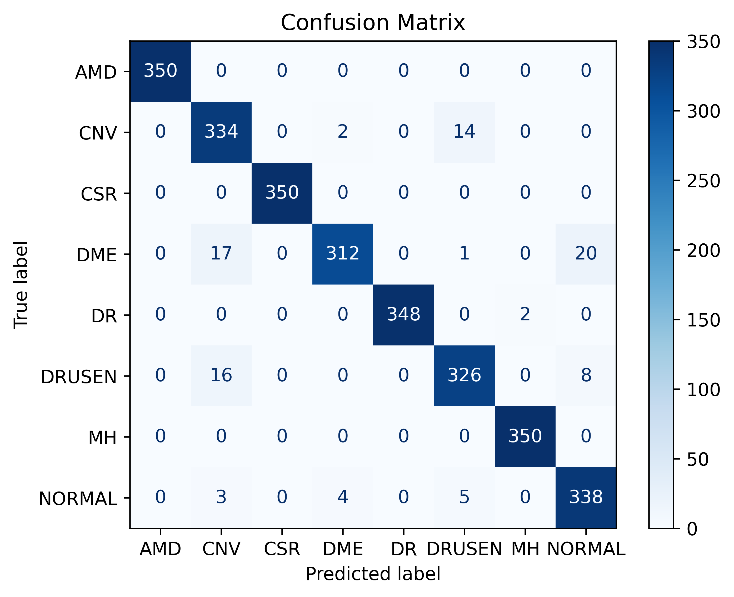 Confusion Matrix
AMD 350 0 0 0 0 0 0 0
CNV 0 334 0 2 0 14 0 0
CSR 0 0 350 0 0 0 0 0
DME 0 17 0 312 0 1 0 20
DR 0 0 0 0 348 0 2 0
DRUSEN 0 16 0 0 0 326 0 8
MH 0 0 0 0 0 0 350 0
NORMAL 0 3 0 4 0 5 0 338
AMD CNV CSR DME DR DRUSEN MH NORMAL
Predicted label
True label
350
300
250
200
150
100
50
0